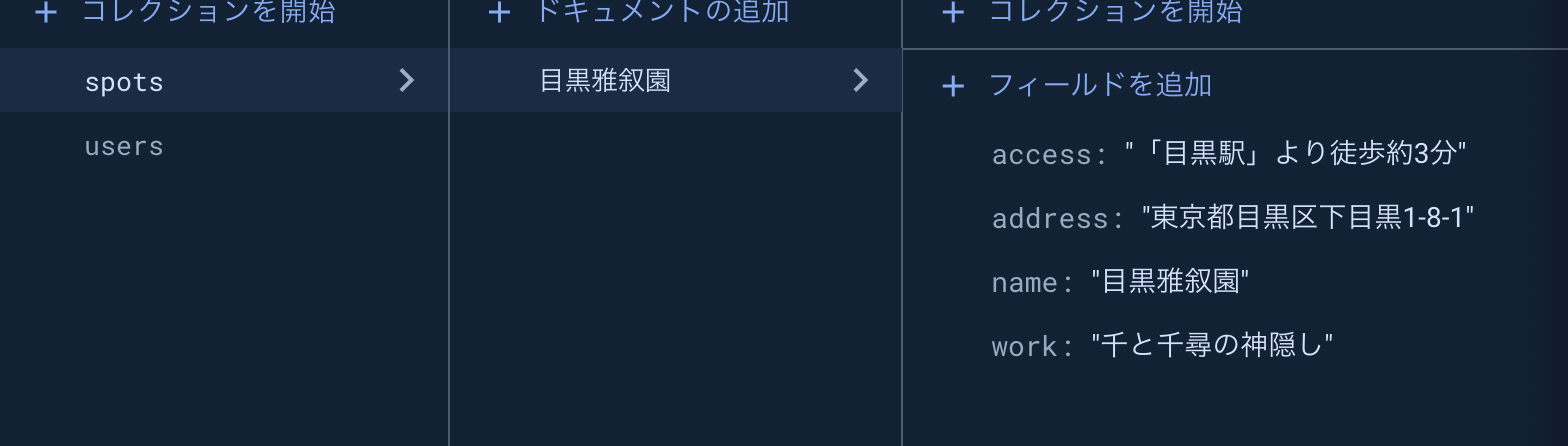 + コレクションを開始
spots
users
+ ドキュメントの追加
目黒雅叙園
+ コレクションを開始
+ フィールドを追加
access: "「目黒駅」より徒歩約3分"
address: "東京都目黒区下目黒1-8-1"
name: "目黒雅叙園"
work: "千と千尋の神隠し"